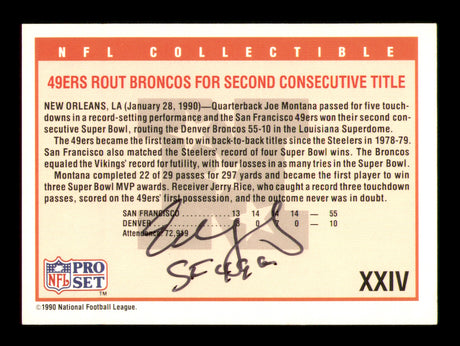 NFL COLLECTIBLE
49ERS ROUT BRONCOS FOR SECOND CONSECUTIVE TITLE
NEW ORLEANS, LA (January 28, 1990)—Quarterback Joe Montana passed for five touch-
downs in a record-setting performance and the San Francisco 49ers won their second con-
secutive Super Bowl, routing the Denver Broncos 55-10 in the Louisiana Superdome.
The 49ers became the first team to win back-to-back titles since the Steelers in 1978-79.
San Francisco also matched the Steelers' record of four Super Bowl wins. The Broncos
equaled the Vikings' record for futility, with four losses in as many tries in the Super Bowl.
Montana completed 22 of 29 passes for 297 yards and became the first player to win
three Super Bowl MVP awards. Receiver Jerry Rice, who caught a record three touchdown
passes, scored on the 49ers' first possession, and the outcome never was in doubt.
SAN FRANCISCO 13 14 14 14 — 55
DENVER 0 — 10
Attendance: 72,919
SF 49ers
NFL PRO SET™
XXIV
©1990 National Football League.